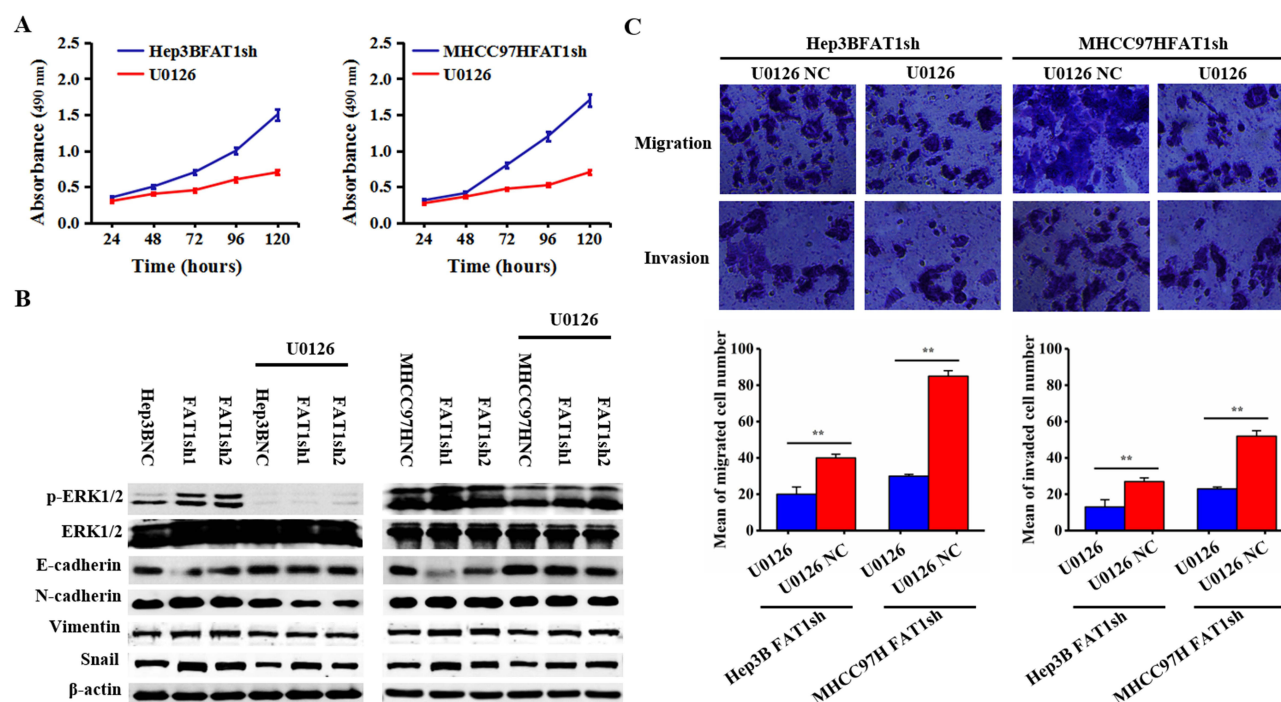 A
2.5
2.0
1.5
1.0
0.5
0.0
Absorbance (490 nm)
Hep3BFAT1sh
U0126
24 48 72 96 120
Time (hours)
2.5
2.0
1.5
1.0
0.5
0.0
Absorbance (490 nm)
MHCC97HFAT1sh
U0126
24 48 72 96 120
Time (hours)
B
U0126
Hep3BNC
FAT1sh1
FAT1sh2
Hep3BNC
FAT1sh1
FAT1sh2
U0126
MHCC97HNC
FAT1sh1
FAT1sh2
MHCC97HNC
FAT1sh1
FAT1sh2
p-ERK1/2
ERK1/2
E-cadherin
N-cadherin
Vimentin
Snail
β-actin
C
Hep3BFAT1sh MHCC97HFAT1sh
U0126 NC U0126 U0126 NC U0126
Migration
Invasion
Mean of migrated cell number
100
80
60
40
20
0
**
**
U0126
U0126 NC
U0126
U0126 NC
Hep3B FAT1sh
MHCC97H FAT1sh
Mean of invaded cell number
100
80
60
40
20
0
**
**
U0126
U0126 NC
U0126
U0126 NC
Hep3B FAT1sh
MHCC97H FAT1sh